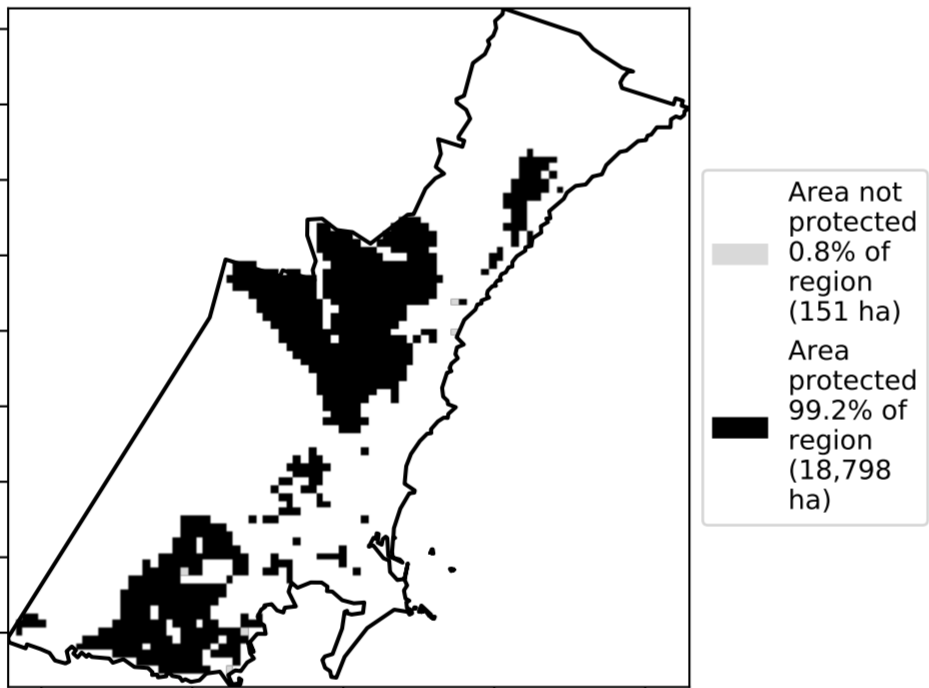 Area not
protected
0.8% of
region
(151 ha)
Area
protected
99.2% of
region
(18,798
ha)